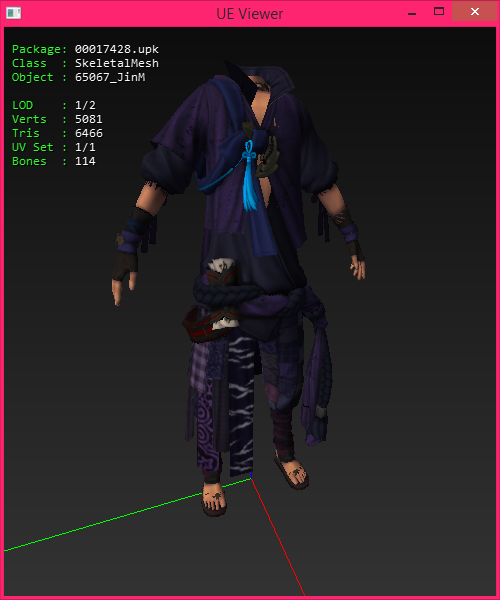 UE Viewer
Package: 00017428.upk
Class  : SkeletalMesh
Object : 65067_JinM
LOD    : 1/2
Verts  : 5081
Tris   : 6466
UV Set : 1/1
Bones  : 114